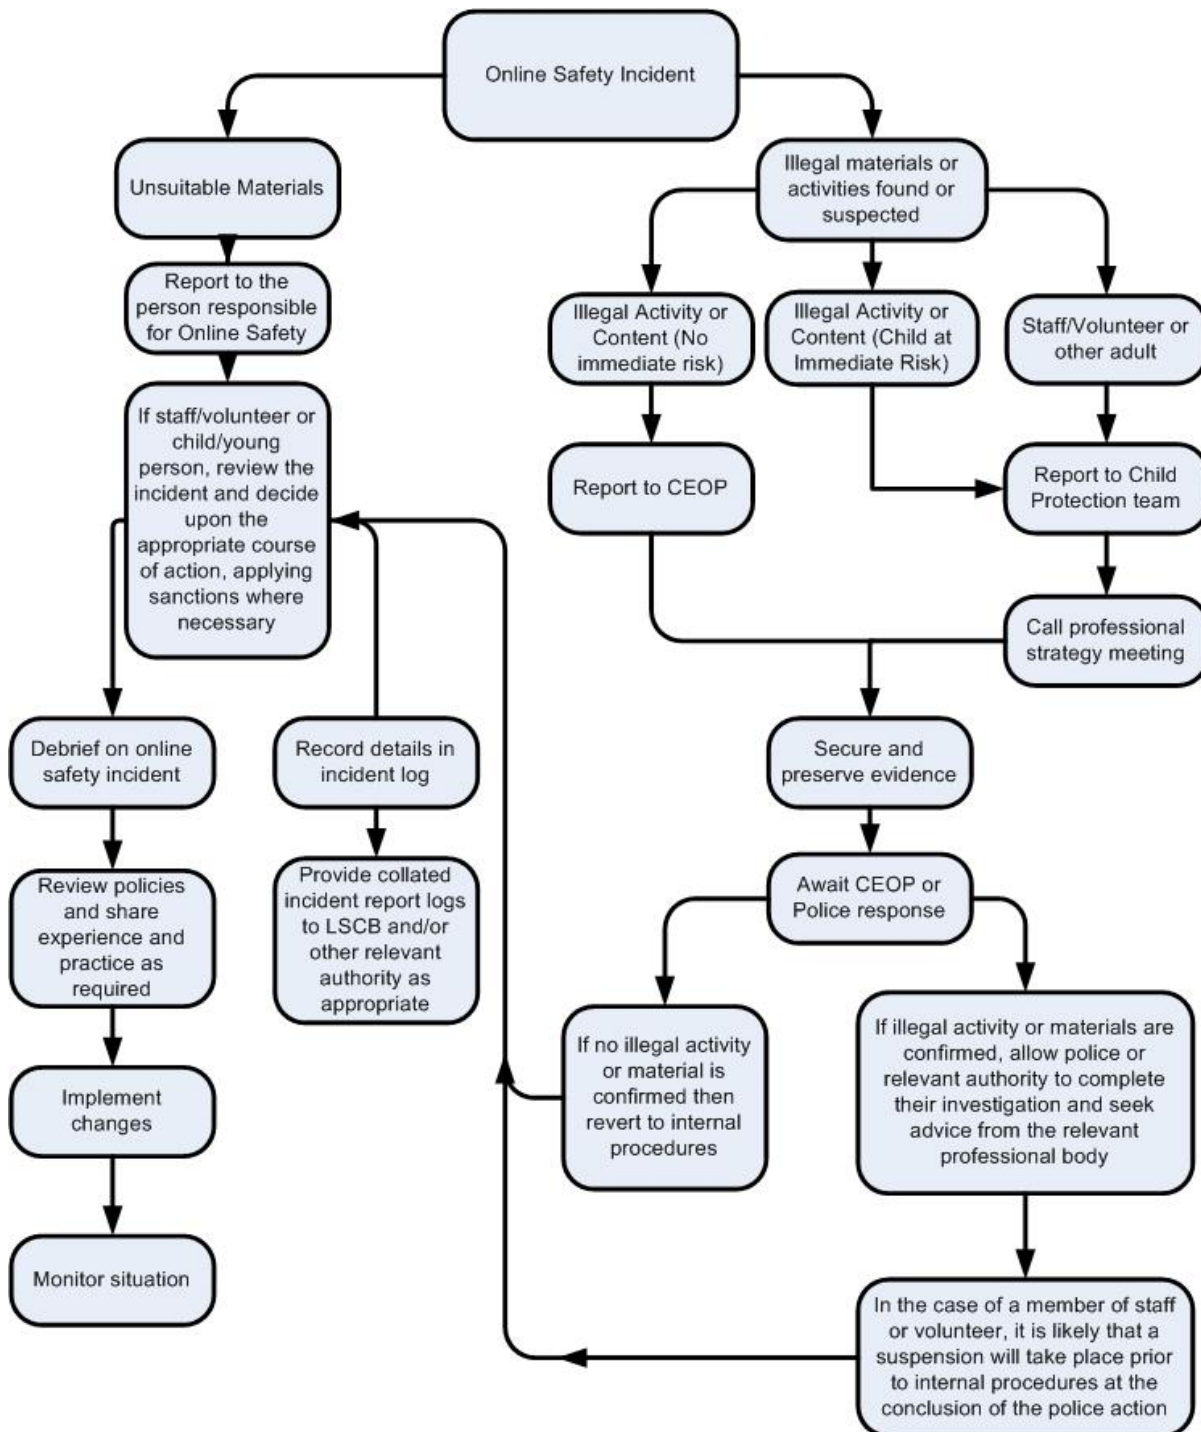 Online Safety Incident
Unsuitable Materials
Illegal materials or
activities found or
suspected
Report to the
person responsible
for Online Safety
Illegal Activity or
Content (No
immediate risk)
Illegal Activity or
Content (Child at
Immediate Risk)
Staff/Volunteer or
other adult
If staff/volunteer or
child/young
person, review the
incident and decide
upon the
appropriate course
of action, applying
sanctions where
necessary
Report to CEOP
Report to Child
Protection team
Call professional
strategy meeting
Debrief on online
safety incident
Record details in
incident log
Secure and
preserve evidence
Review policies
and share
experience and
practice as
required
Provide collated
incident report logs
to LSCB and/or
other relevant
authority as
appropriate
Await CEOP or
Police response
If no illegal activity
or material is
confirmed then
revert to internal
procedures
If illegal activity or materials are
confirmed, allow police or
relevant authority to complete
their investigation and seek
advice from the relevant
professional body
Implement
changes
Monitor situation
In the case of a member of staff
or volunteer, it is likely that a
suspension will take place prior
to internal procedures at the
conclusion of the police action